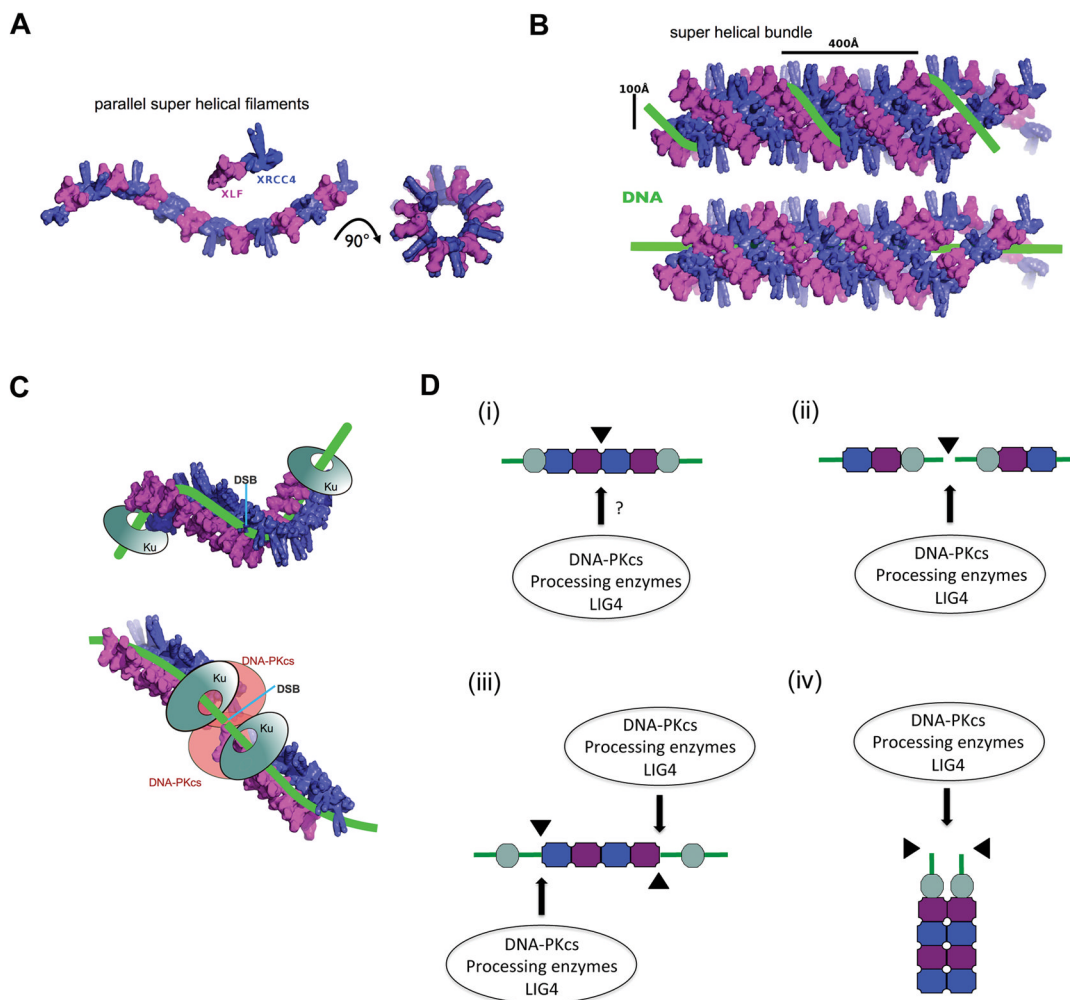 A
parallel super helical filaments
XLF
XRCC4
90°
B
super helical bundle
400Å
100Å
DNA
C
DSB
Ku
Ku
DNA-PKcs
Ku
DSB
Ku
DNA-PKcs
D
(i)
?
DNA-PKcs
Processing enzymes
LIG4
(ii)
DNA-PKcs
Processing enzymes
LIG4
(iii)
DNA-PKcs
Processing enzymes
LIG4
DNA-PKcs
Processing enzymes
LIG4
(iv)
DNA-PKcs
Processing enzymes
LIG4